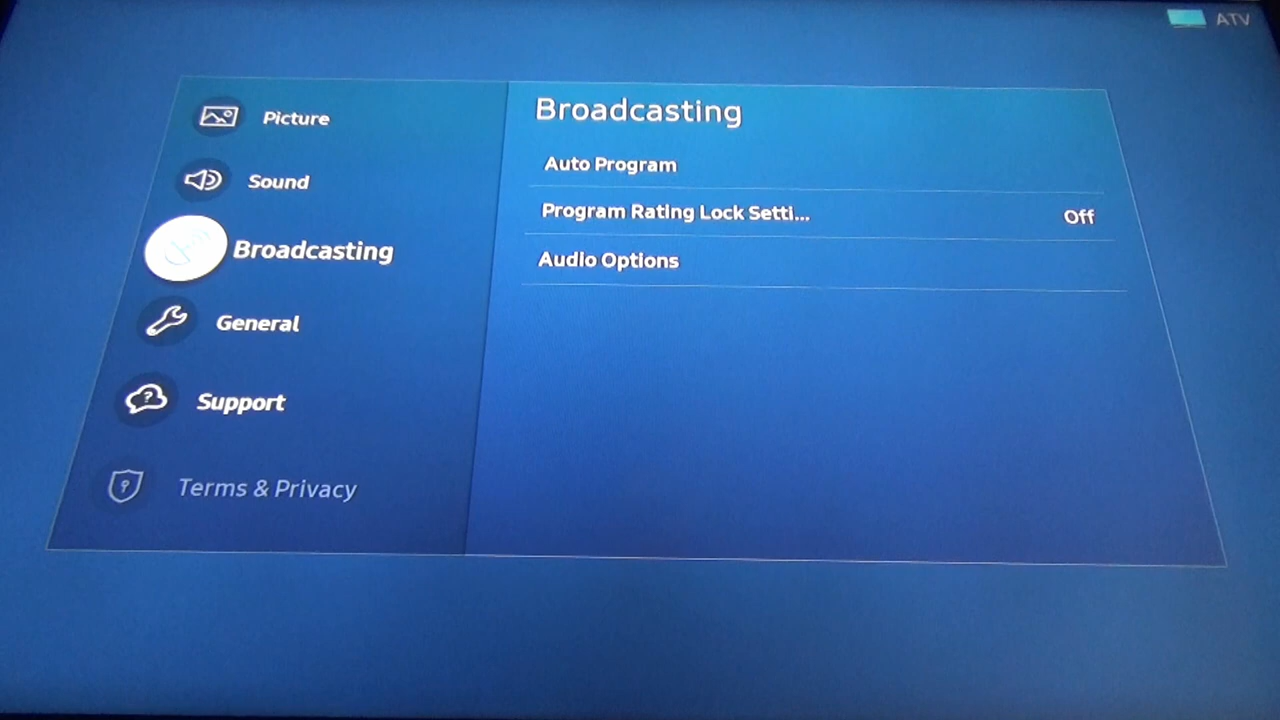 ATV
Picture
Sound
Broadcasting
General
Support
Terms & Privacy
Broadcasting
Auto Program
Program Rating Lock Setti... Off
Audio Options